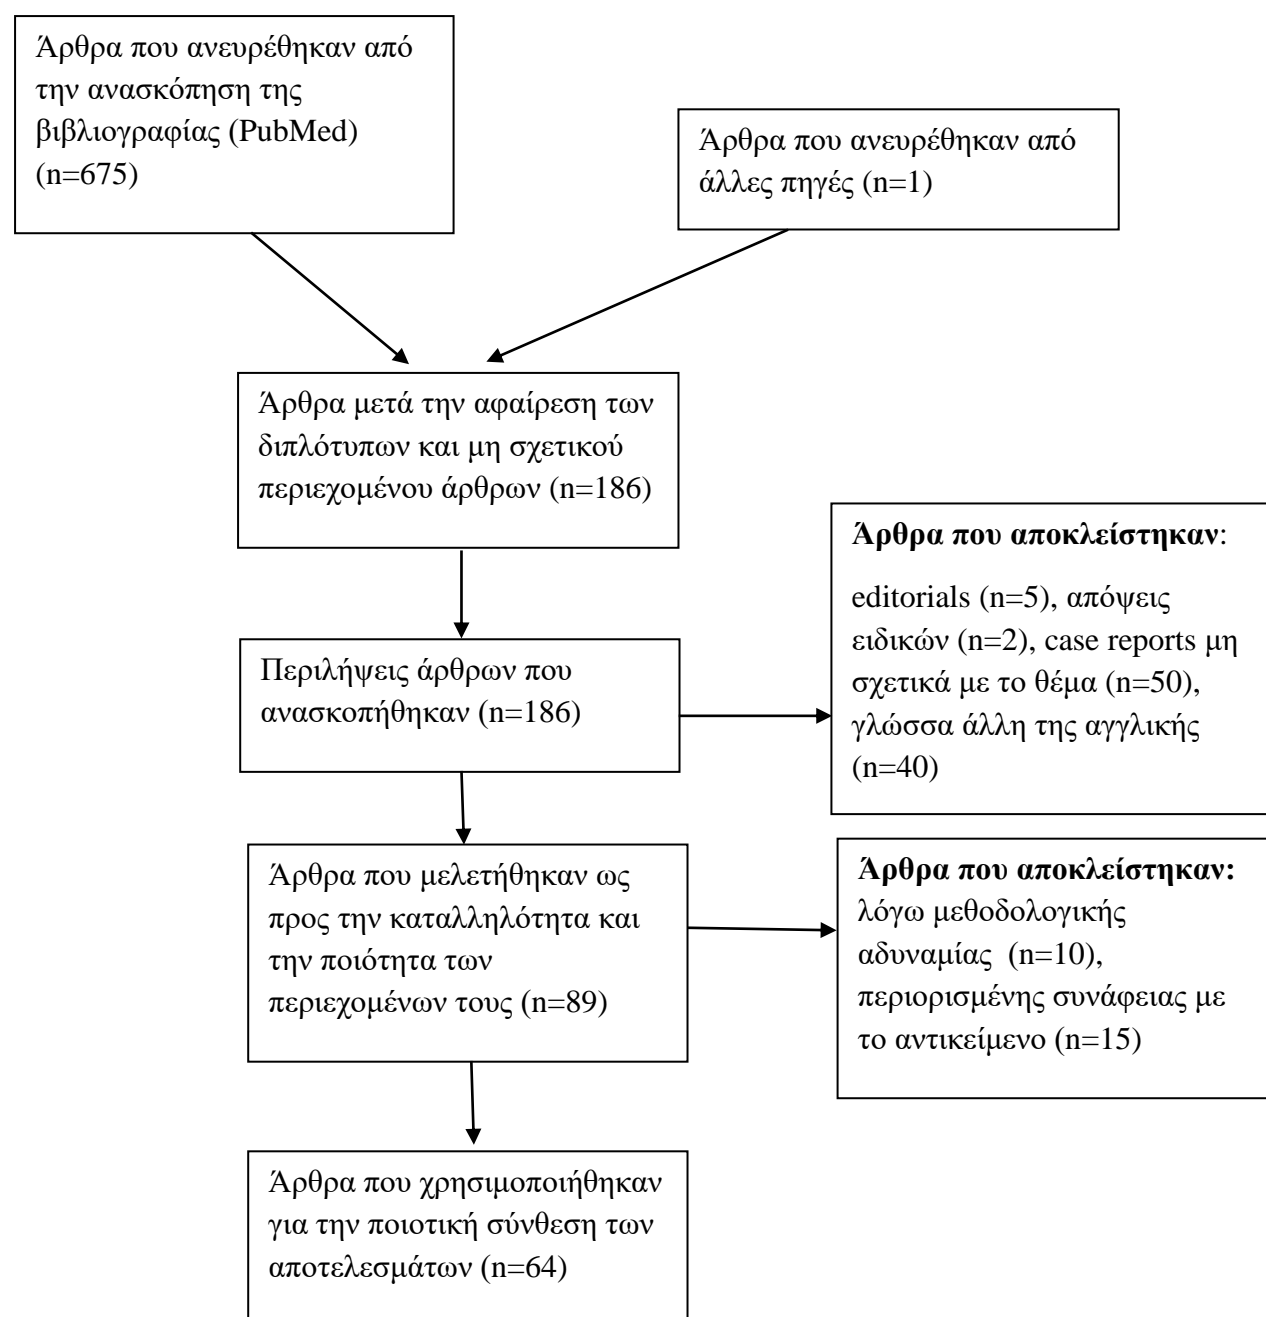 Άρθρα που ανευρέθηκαν από
την ανασκόπηση της
βιβλιογραφίας (PubMed)
(n=675)
Άρθρα που ανευρέθηκαν από
άλλες πηγές (n=1)
Άρθρα μετά την αφαίρεση των
διπλότυπων και μη σχετικού
περιεχομένου άρθρων (n=186)
Περιλήψεις άρθρων που
ανασκοπήθηκαν (n=186)
Άρθρα που αποκλείστηκαν:
editorials (n=5), απόψεις
ειδικών (n=2), case reports μη
σχετικά με το θέμα (n=50),
γλώσσα άλλη της αγγλικής
(n=40)
Άρθρα που μελετήθηκαν ως
προς την καταλληλότητα και
την ποιότητα των
περιεχομένων τους (n=89)
Άρθρα που αποκλείστηκαν:
λόγω μεθοδολογικής
αδυναμίας (n=10),
περιορισμένης συνάφειας με
το αντικείμενο (n=15)
Άρθρα που χρησιμοποιήθηκαν
για την ποιοτική σύνθεση των
αποτελεσμάτων (n=64)